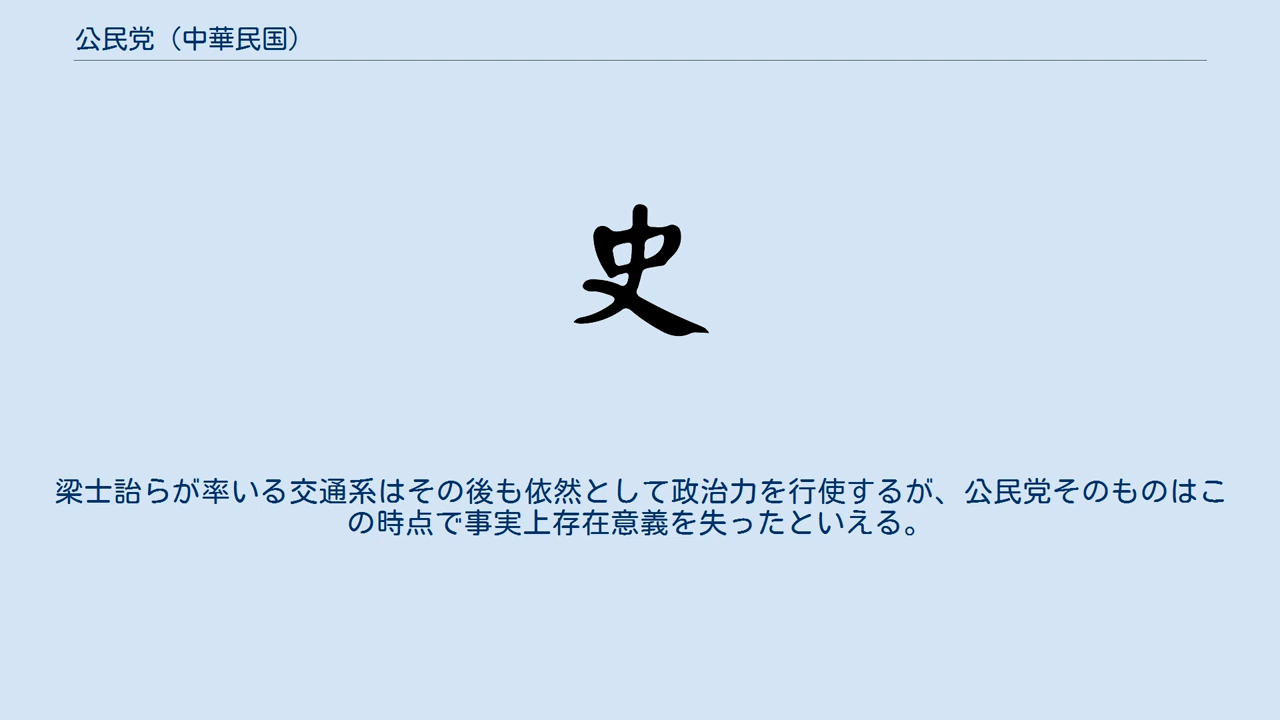 公民党（中華民国）
史
梁士詒らが率いる交通系はその後も依然として政治力を行使するが、公民党そのものはこ
の時点で事実上存在意義を失ったといえる。